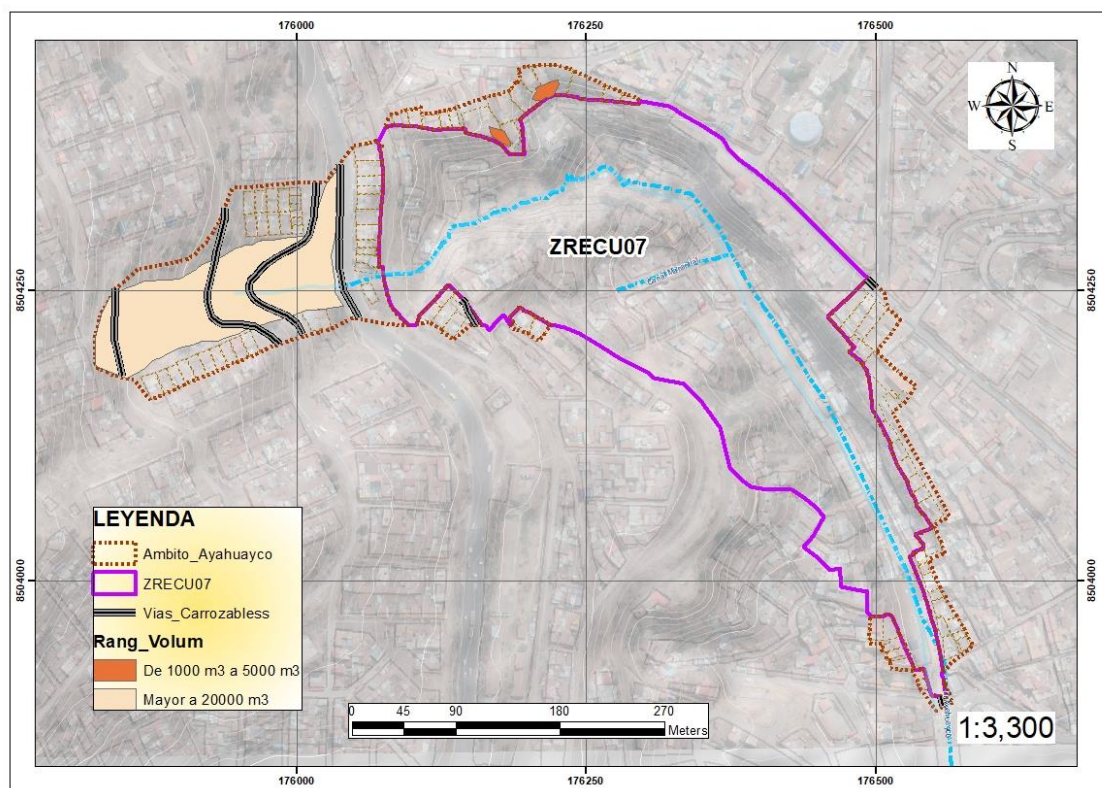 176000 176250 176500
N
W E
S
8504250 8504250
ZRECU07
8504000 8504000
LEYENDA
Ambito_Ayahuayco
ZRECU07
Vias_Carrozabless
Rang_Volum
De 1000 m3 a 5000 m3
Mayor a 20000 m3
0 45 90 180 270
Meters
1:3,300
176000 176250 176500